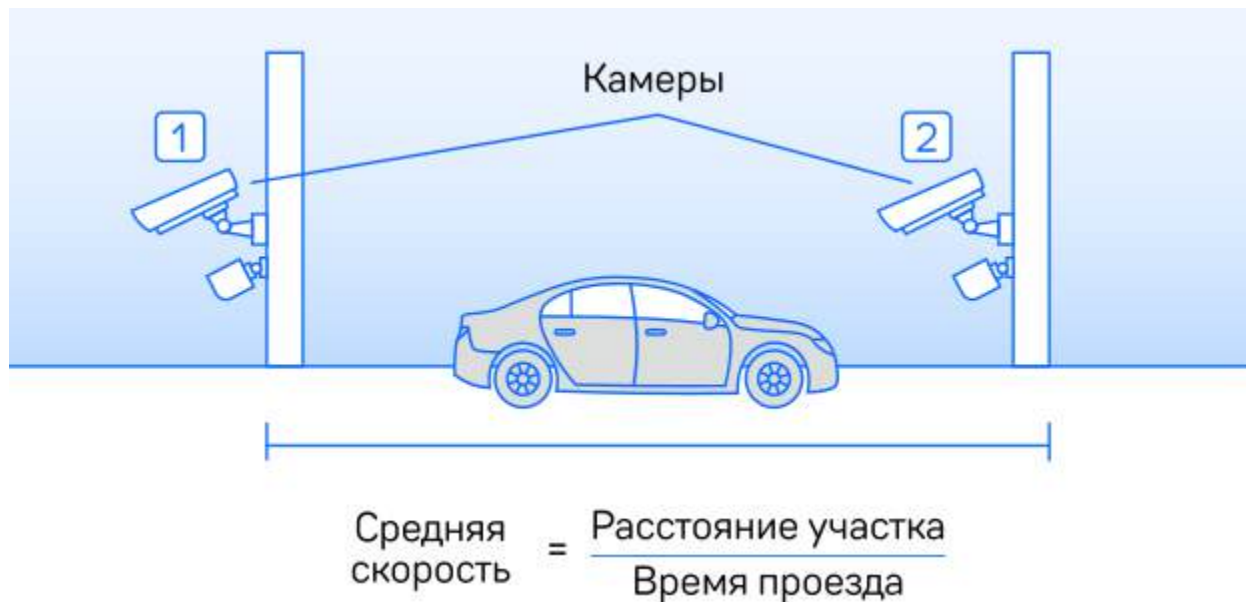 Камеры
1
2
Средняя
скорость
=
Расстояние участка
Время проезда